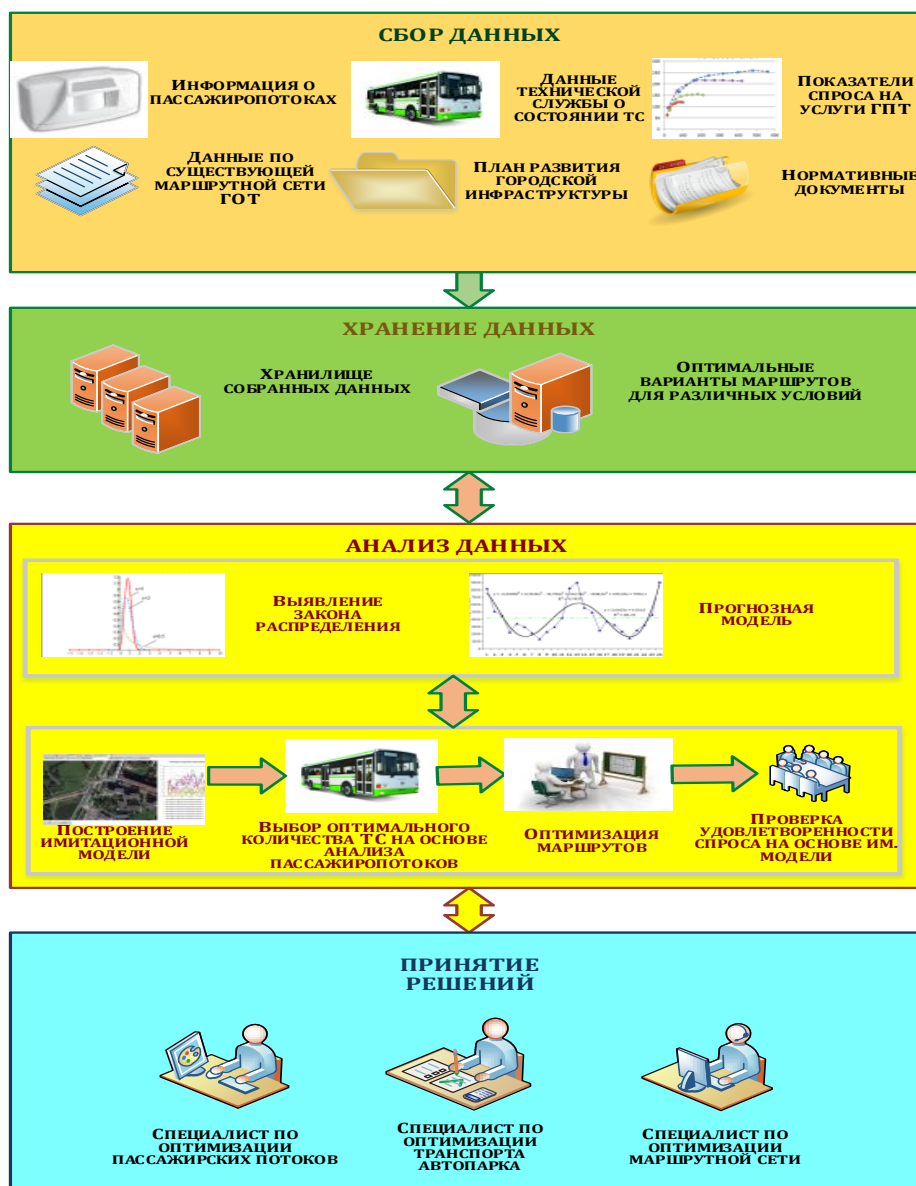 СБОР ДАННЫХ
ИНФОРМАЦИЯ О
ПАССАЖИРОПОТОКАХ
ДАННЫЕ
ТЕХНИЧЕСКОЙ
СЛУЖБЫ О
СОСТОЯНИИ ТС
ПОКАЗАТЕЛИ
СПРОСА НА
УСЛУГИ ГПТ
ДАННЫЕ ПО
СУЩЕСТВУЮЩЕЙ
МАРШРУТНОЙ СЕТИ
ГОТ
ПЛАН РАЗВИТИЯ
ГОРОДСКОЙ
ИНФРАСТРУКТУРЫ
НОРМАТИВНЫЕ
ДОКУМЕНТЫ
ХРАНЕНИЕ ДАННЫХ
ХРАНИЛИЩЕ
СОБРАННЫХ ДАННЫХ
ОПТИМАЛЬНЫЕ
ВАРИАНТЫ МАРШРУТОВ
ДЛЯ РАЗЛИЧНЫХ УСЛОВИЙ
АНАЛИЗ ДАННЫХ
ВЫЯВЛЕНИЕ
ЗАКОНА
РАСПРЕДЕЛЕНИЯ
ПРОГНОЗНАЯ
МОДЕЛЬ
ПОСТРОЕНИЕ
ИМИТАЦИОННОЙ
МОДЕЛИ
ВЫБОР ОПТИМАЛЬНОГО
КОЛИЧЕСТВА ТС НА ОСНОВЕ
АНАЛИЗА
ПАССАЖИРОПОТОКОВ
ОПТИМИЗАЦИЯ
МАРШРУТОВ
ПРОВЕРКА
УДОВЛЕТВОРЕННОСТИ
СПРОСА НА ОСНОВЕ ИМ.
МОДЕЛИ
ПРИНЯТИЕ
РЕШЕНИЙ
СПЕЦИАЛИСТ ПО
ОПТИМИЗАЦИИ
ПАССАЖИРСКИХ ПОТОКОВ
СПЕЦИАЛИСТ ПО
ОПТИМИЗАЦИИ
ТРАНСПОРТА
АВТОПАРКА
СПЕЦИАЛИСТ ПО
ОПТИМИЗАЦИИ
МАРШРУТНОЙ СЕТИ